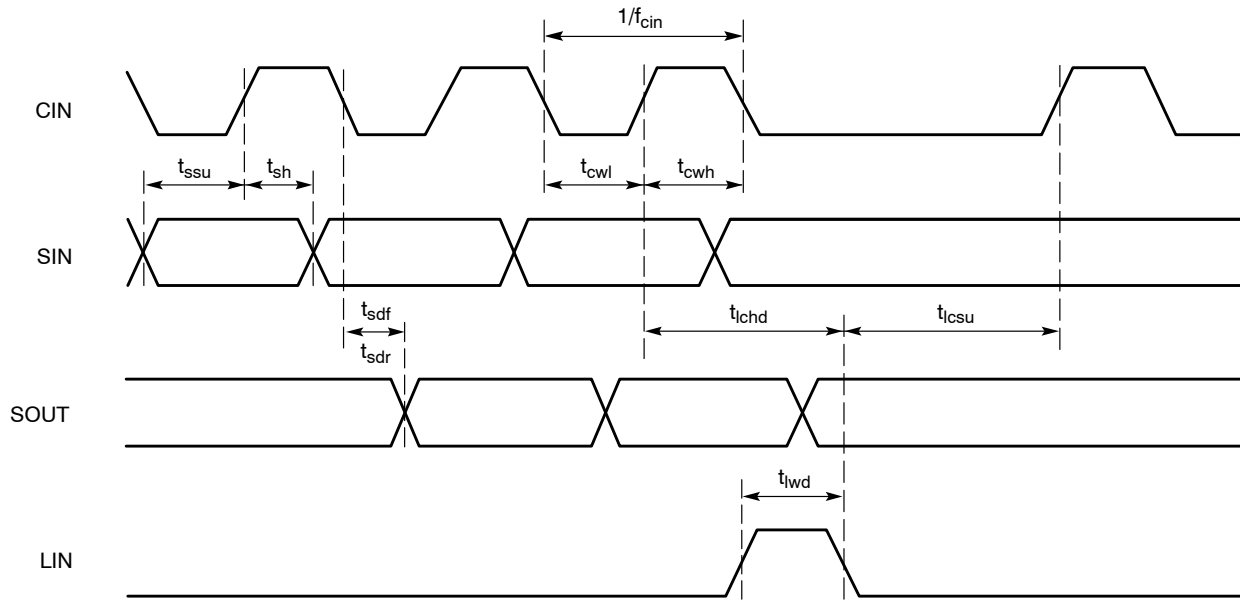 1/fcin
CIN
tssu
tsh
tcwl
tcwh
SIN
tsdf
tsdr
tlchd
tlcsu
SOUT
tlwd
LIN